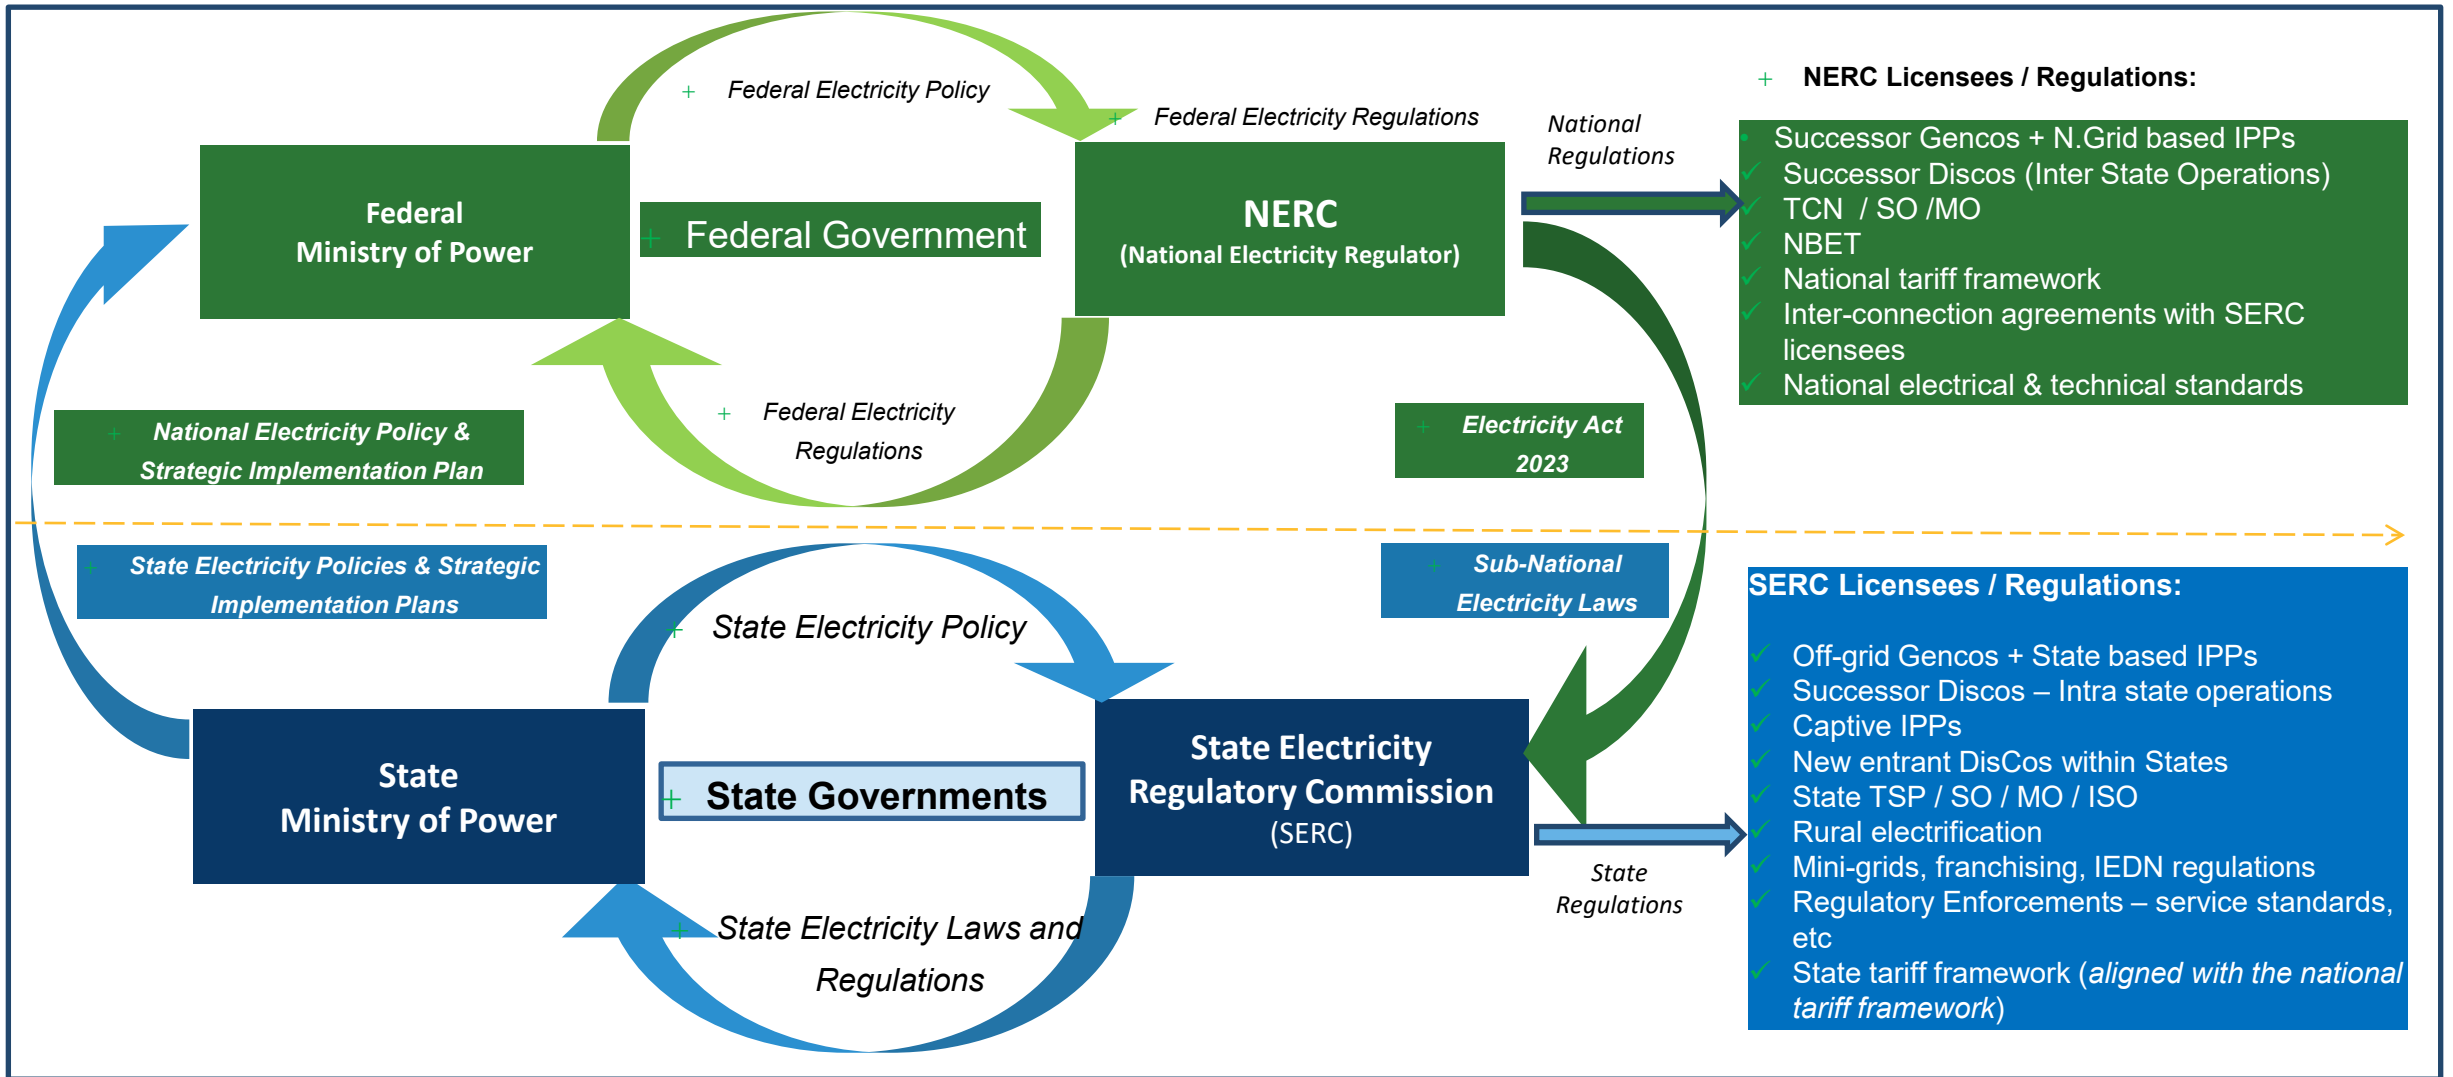 + Federal Electricity Policy
+ Federal Electricity Regulations
National
Regulations
Federal
Ministry of Power
+ Federal Government
NERC
(National Electricity Regulator)
+ Federal Electricity
Regulations
+ National Electricity Policy &
Strategic Implementation Plan
+ Electricity Act
2023
+ NERC Licensees / Regulations:
• Successor Gencos + N.Grid based IPPs
✓ Successor Discos (Inter State Operations)
✓ TCN / SO /MO
✓ NBET
✓ National tariff framework
✓ Inter-connection agreements with SERC
licensees
✓ National electrical & technical standards
+ State Electricity Policies & Strategic
Implementation Plans
+ Sub-National
Electricity Laws
+ State Electricity Policy
State
Ministry of Power
+ State Governments
State Electricity
Regulatory Commission
(SERC)
State
Regulations
+ State Electricity Laws and
Regulations
SERC Licensees / Regulations:
✓ Off-grid Gencos + State based IPPs
✓ Successor Discos – Intra state operations
✓ Captive IPPs
✓ New entrant DisCos within States
✓ State TSP / SO / MO / ISO
✓ Rural electrification
✓ Mini-grids, franchising, IEDN regulations
✓ Regulatory Enforcements – service standards,
etc
✓ State tariff framework (aligned with the national
tariff framework)